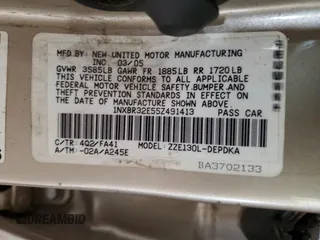 MFD. BY: NEW UNITED MOTOR MANUFACTURING
INC. 03/05
GVWR 3585LB GAWR FR 1885LB RR 1720LB
THIS VEHICLE CONFORMS TO ALL APPLICABLE
FEDERAL MOTOR VEHICLE SAFETY, BUMPER, AND
THEFT PREVENTION STANDARDS IN EFFECT ON
THE DATE OF MANUFACTURE SHOWN ABOVE.
1NXBR32E55Z491413 PASS CAR
C/TR: 4Q2/FA41 MODEL: ZZE130L-DEPDKA
A/TM: -02A/A245E
BA3702133